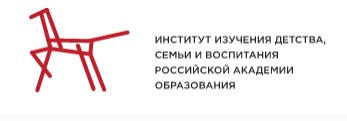 ИНСТИТУТ ИЗУЧЕНИЯ ДЕТСТВА,
СЕМЬИ И ВОСПИТАНИЯ
РОССИЙСКОЙ АКАДЕМИИ
ОБРАЗОВАНИЯ